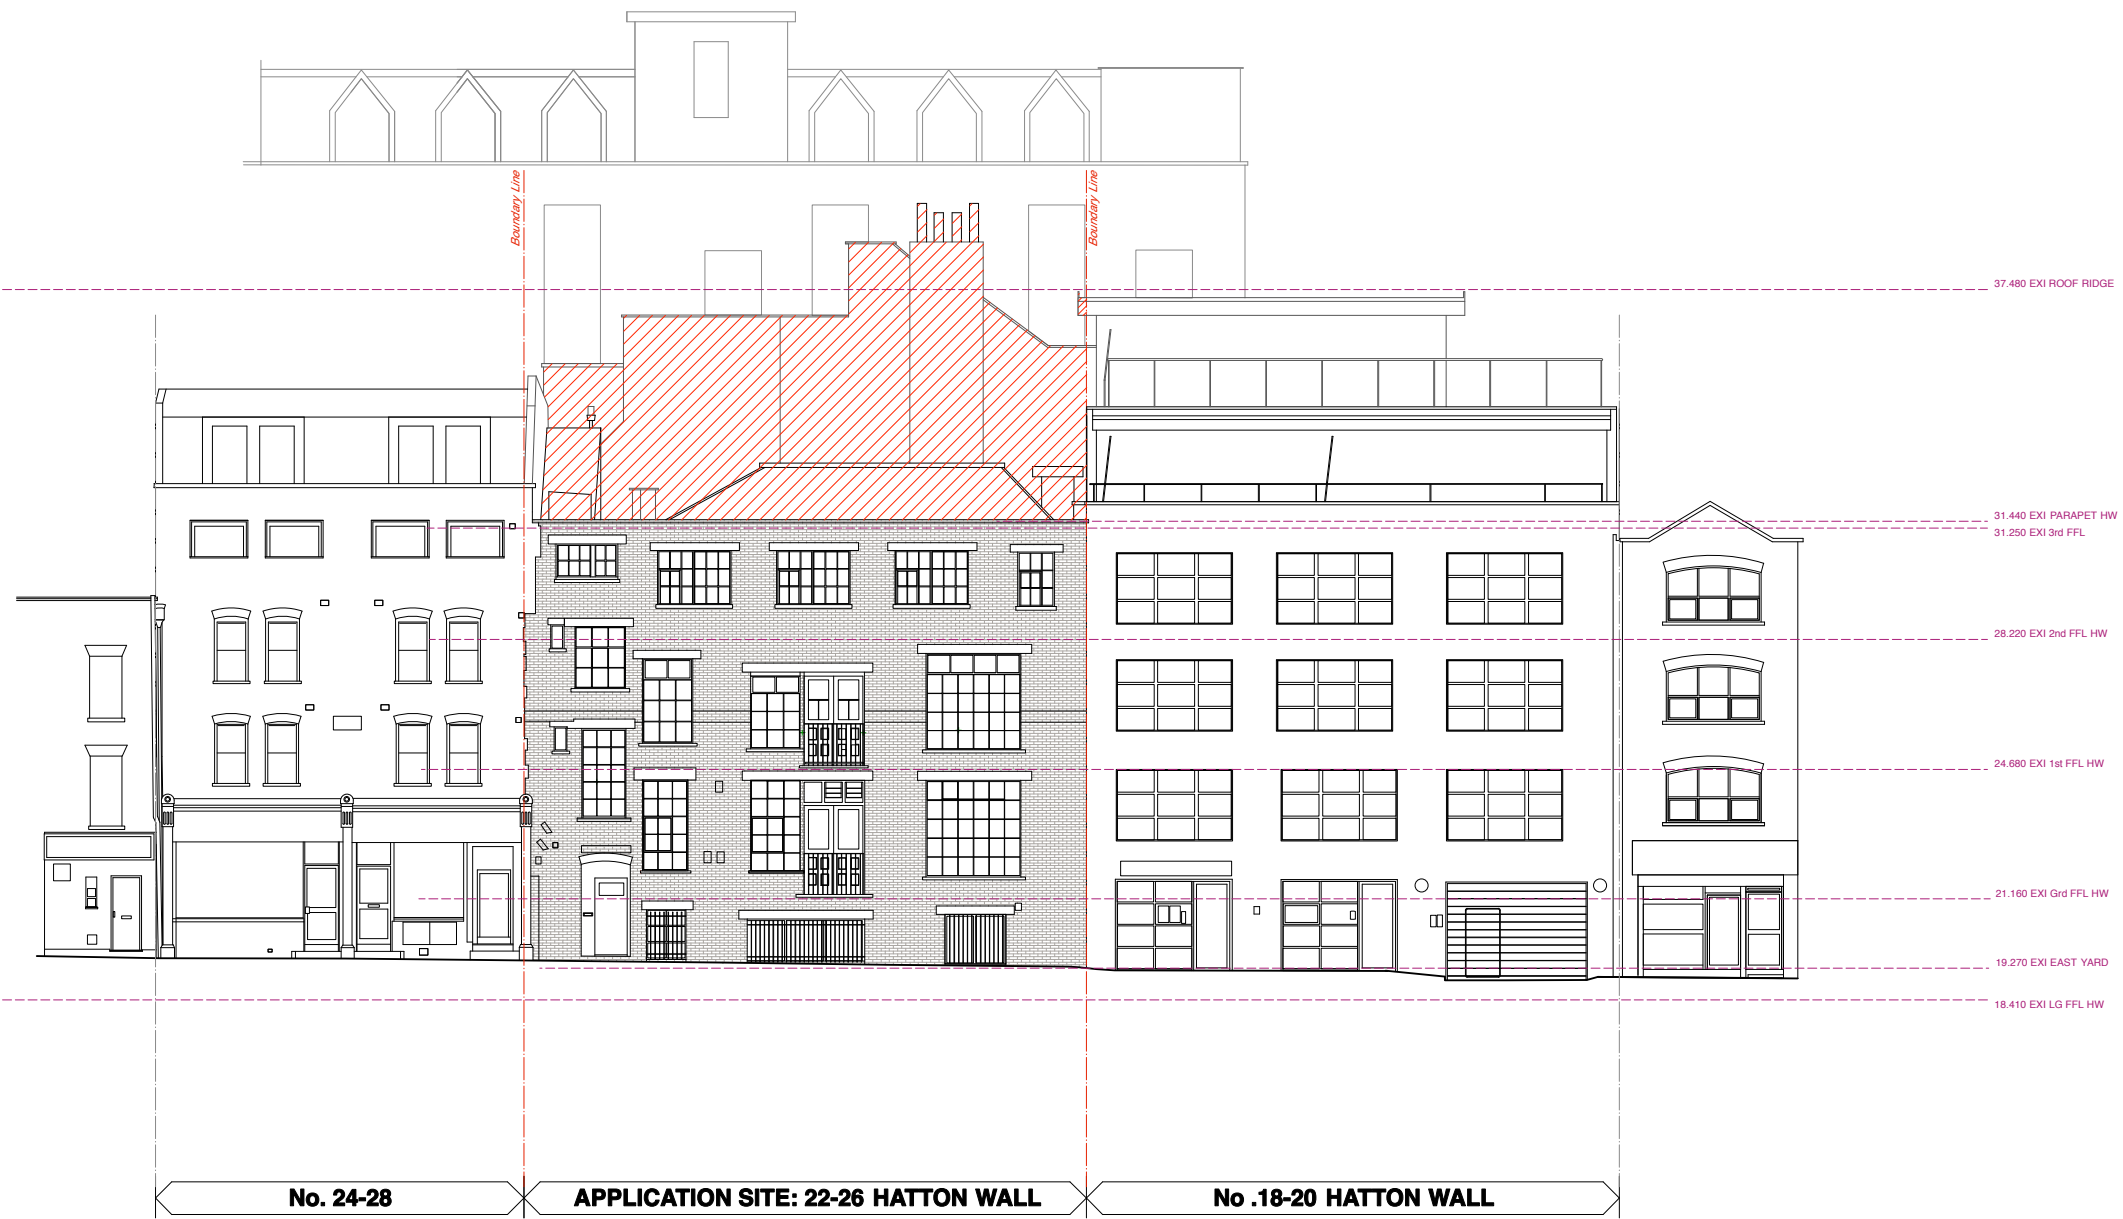 Boundary Line
Boundary Line
37.480 EXI ROOF RIDGE
31.440 EXI PARAPET HW
31.250 EXI 3rd FFL
28.220 EXI 2nd FFL HW
24.680 EXI 1st FFL HW
21.160 EXI Grd FFL HW
19.270 EXI EAST YARD
18.410 EXI LG FFL HW
No. 24-28
APPLICATION SITE: 22-26 HATTON WALL
No .18-20 HATTON WALL